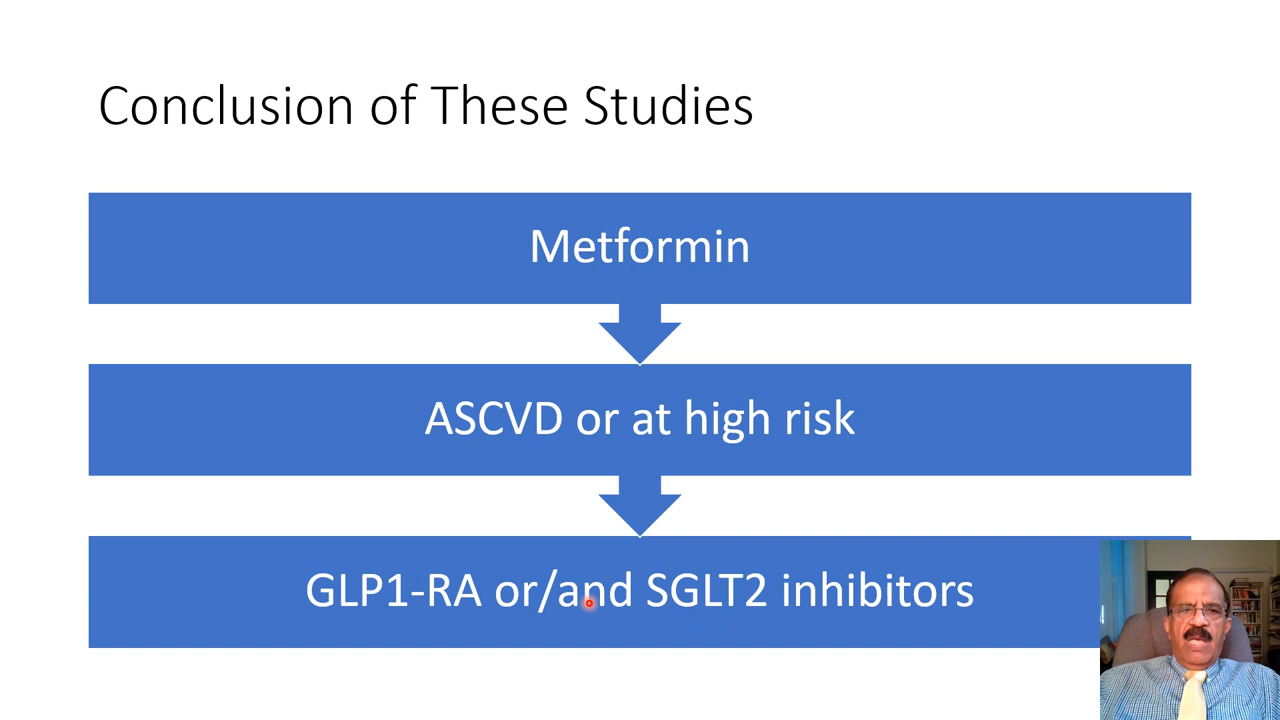 Conclusion of These Studies
Metformin
ASCVD or at high risk
GLP1-RA or/and SGLT2 inhibitors